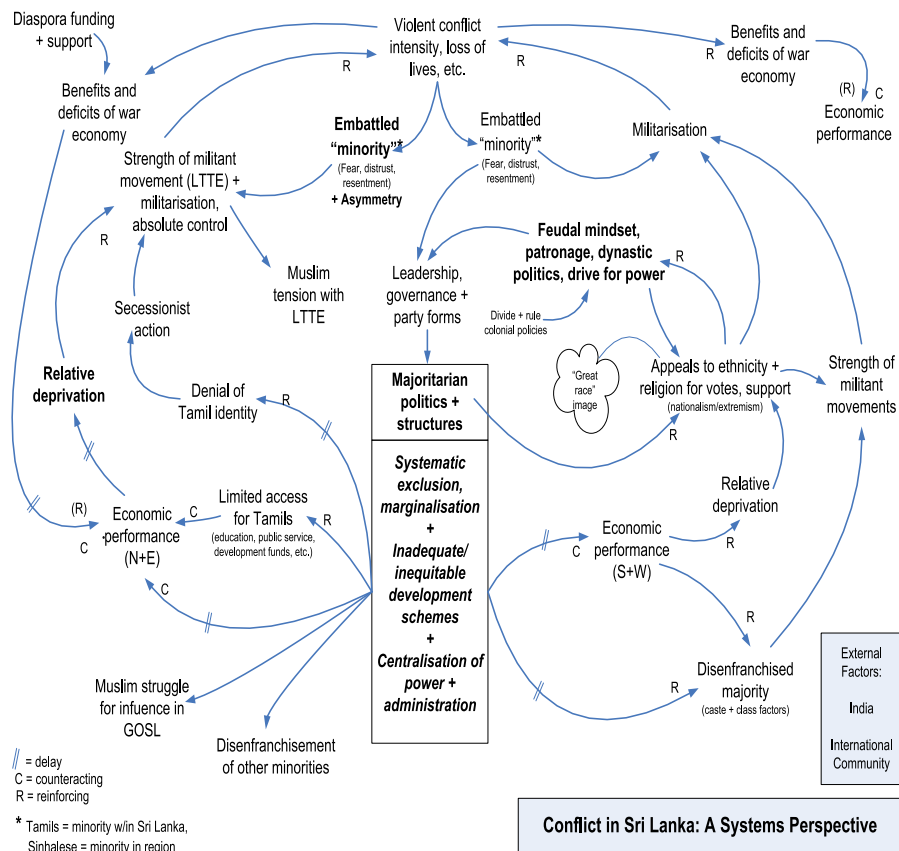 Diaspora funding
+ support
Violent conflict
intensity, loss of
lives, etc.
Benefits and
deficits of war
economy
R
R
R
Benefits and
deficits of war
economy
(R)
C
Economic
performance
Embattled
"minority"*
(Fear, distrust,
resentment)
+ Asymmetry
Embattled
"minority"*
(Fear, distrust,
resentment)
Militarisation
Strength of militant
movement (LTTE) +
militarisation,
absolute control
R
Muslim
tension with
LTTE
Leadership,
governance +
party forms
Feudal mindset,
patronage, dynastic
politics, drive for power
R
Divide + rule
colonial policies
Secessionist
action
"Great
race"
image
Appeals to ethnicity +
religion for votes, support
(nationalism/extremism)
Strength of
militant
movements
Relative
deprivation
Denial of
Tamil identity
R
Majoritarian
politics +
structures
R
Systematic
exclusion,
marginalisation
+
Inadequate/
inequitable
development
schemes
+
Centralisation of
power +
administration
Relative
deprivation
R
(R)
C
Economic
performance
(N+E)
C
C
Limited access
for Tamils
(education, public service,
development funds, etc.)
R
C
Economic
performance
(S+W)
R
R
Disenfranchised
majority
(caste + class factors)
Muslim struggle
for infuence in
GOSL
Disenfranchisement
of other minorities
External
Factors:
India
International
Community
// = delay
C = counteracting
R = reinforcing
* Tamils = minority w/in Sri Lanka,
Sinhalese = minority in region
Conflict in Sri Lanka: A Systems Perspective